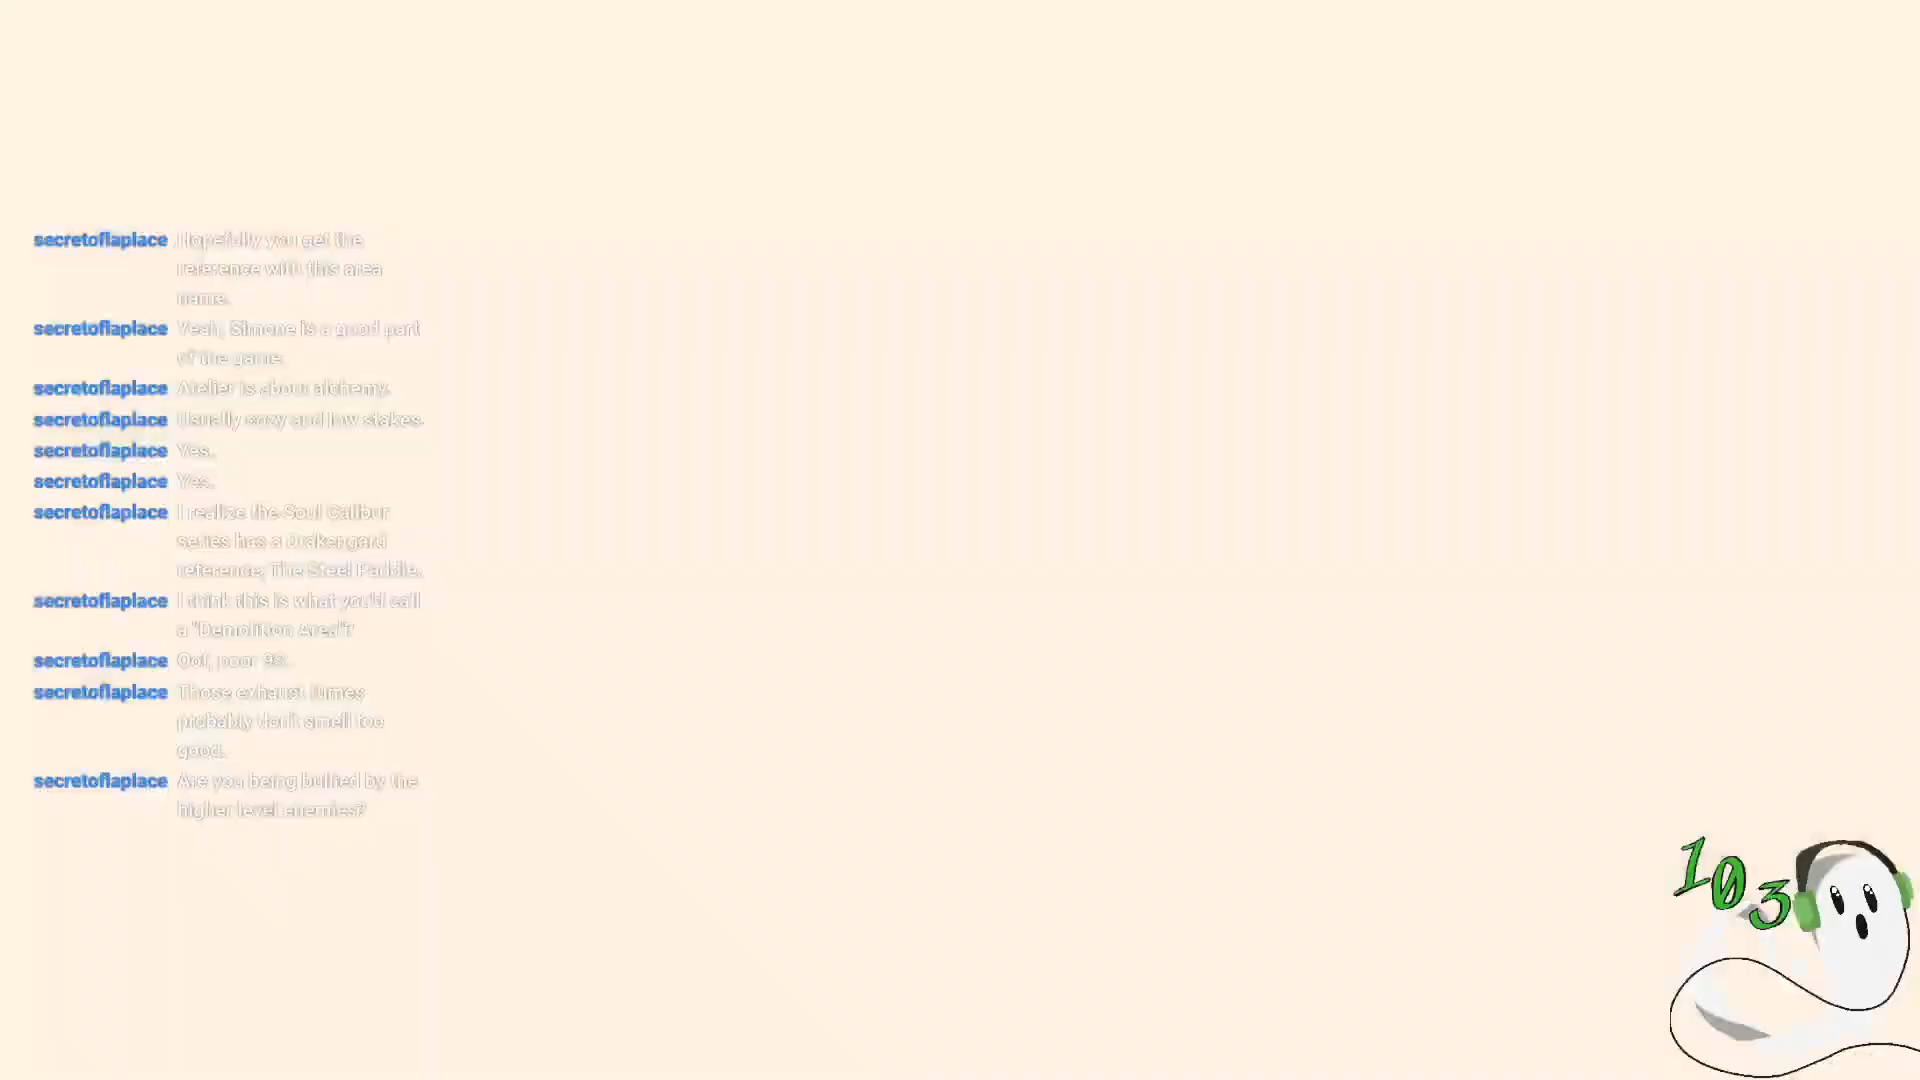 secretoflaplace Hopefully you get the
reference with this area
name.
secretoflaplace Yeah, Simone is a good part
of the game.
secretoflaplace Atelier is about alchemy.
secretoflaplace Usually cozy and low stakes.
secretoflaplace Yes.
secretoflaplace Yes.
secretoflaplace I realize the Soul Calibur
series has a Drakengard
reference, The Steel Paddle.
secretoflaplace I think this is what you'd call
a "Demolition Area"?
secretoflaplace Oof, poor 9S.
secretoflaplace Those exhaust fumes
probably don't smell too
good.
secretoflaplace Are you being bullied by the
higher level enemies?
103